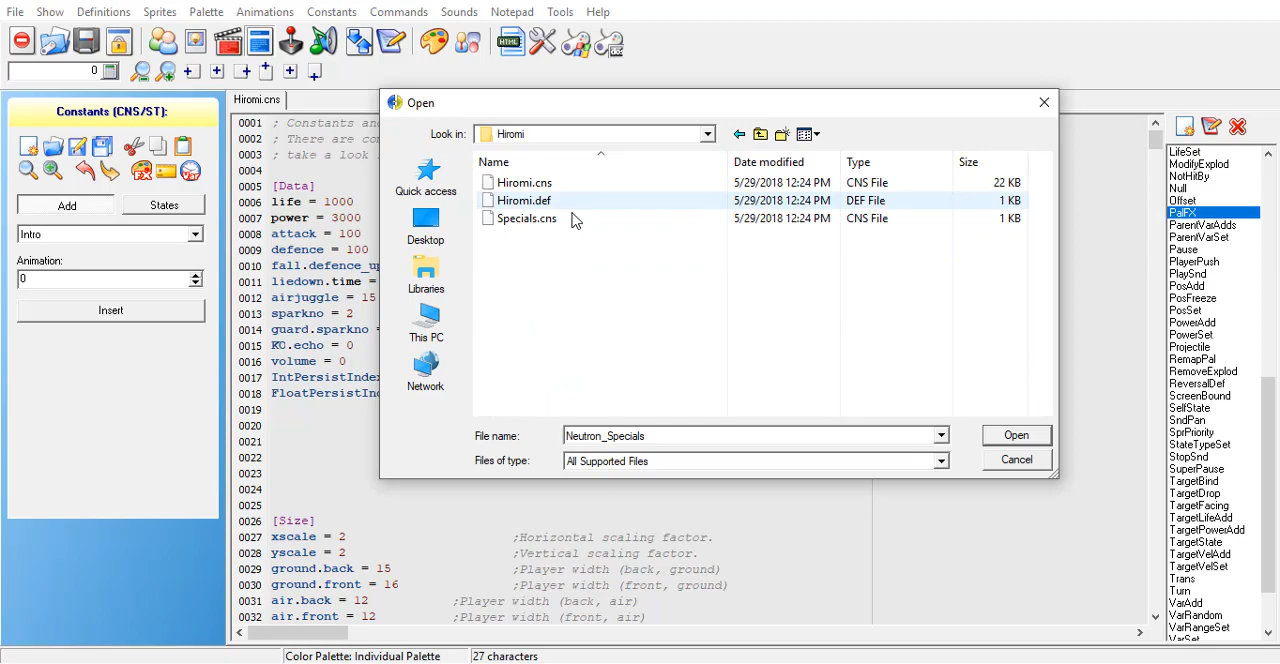 File Show Definitions Sprites Palette Animations Constants Commands Sounds Notepad Tools Help
0
Constants (CNS/ST):
Add States
Intro
Animation:
0
Insert
Hiromi.cns
0001 ; Constants and
0002 ; There are
0003 ; take a look
0004
0005 [Data]
0006 life = 1000
0007 power = 3000
0008 attack = 100
0009 defence = 100
0010 fall.defence_up
0011 liedown.time =
0012 airjuggle = 15
0013 sparkno = 2
0014 guard.sparkno =
0015 KO.echo = 0
0016 volume = 0
0017 IntPersistIndex
0018 FloatPersistInd
0019
0020
0021
0022
0023
0024
0025
0026 [Size]
0027 xscale = 2 ;Horizontal scaling factor.
0028 yscale = 2 ;Vertical scaling factor.
0029 ground.back = 15 ;Player width (back, ground)
0030 ground.front = 16 ;Player width (front, ground)
0031 air.back = 12 ;Player width (back, air)
0032 air.front = 12 ;Player width (front, air)
Open
Look in: Hiromi
Quick access
Desktop
Libraries
This PC
Network
Name Date modified Type Size
Hiromi.cns 5/29/2018 12:24 PM CNS File 22 KB
Hiromi.def 5/29/2018 12:24 PM DEF File 1 KB
Specials.cns 5/29/2018 12:24 PM CNS File 1 KB
File name: Neutron_Specials Open
Files of type: All Supported Files Cancel
LifeSet
ModifyExplod
NotHitBy
Null
Offset
PalFX
ParentVarAdds
ParentVarSet
Pause
PlayerPush
PlaySnd
PosAdd
PosFreeze
PosSet
PowerAdd
PowerSet
Projectile
RemapPal
RemoveExplod
ReversalDef
ScreenBound
SelfState
SndPan
SprPriority
StateTypeSet
StopSnd
SuperPause
TargetBind
TargetDrop
TargetFacing
TargetLifeAdd
TargetPowerAdd
TargetState
TargetVelAdd
TargetVelSet
Trans
Turn
VarAdd
VarRandom
VarRangeSet
VarSet
Color Palette: Individual Palette 27 characters